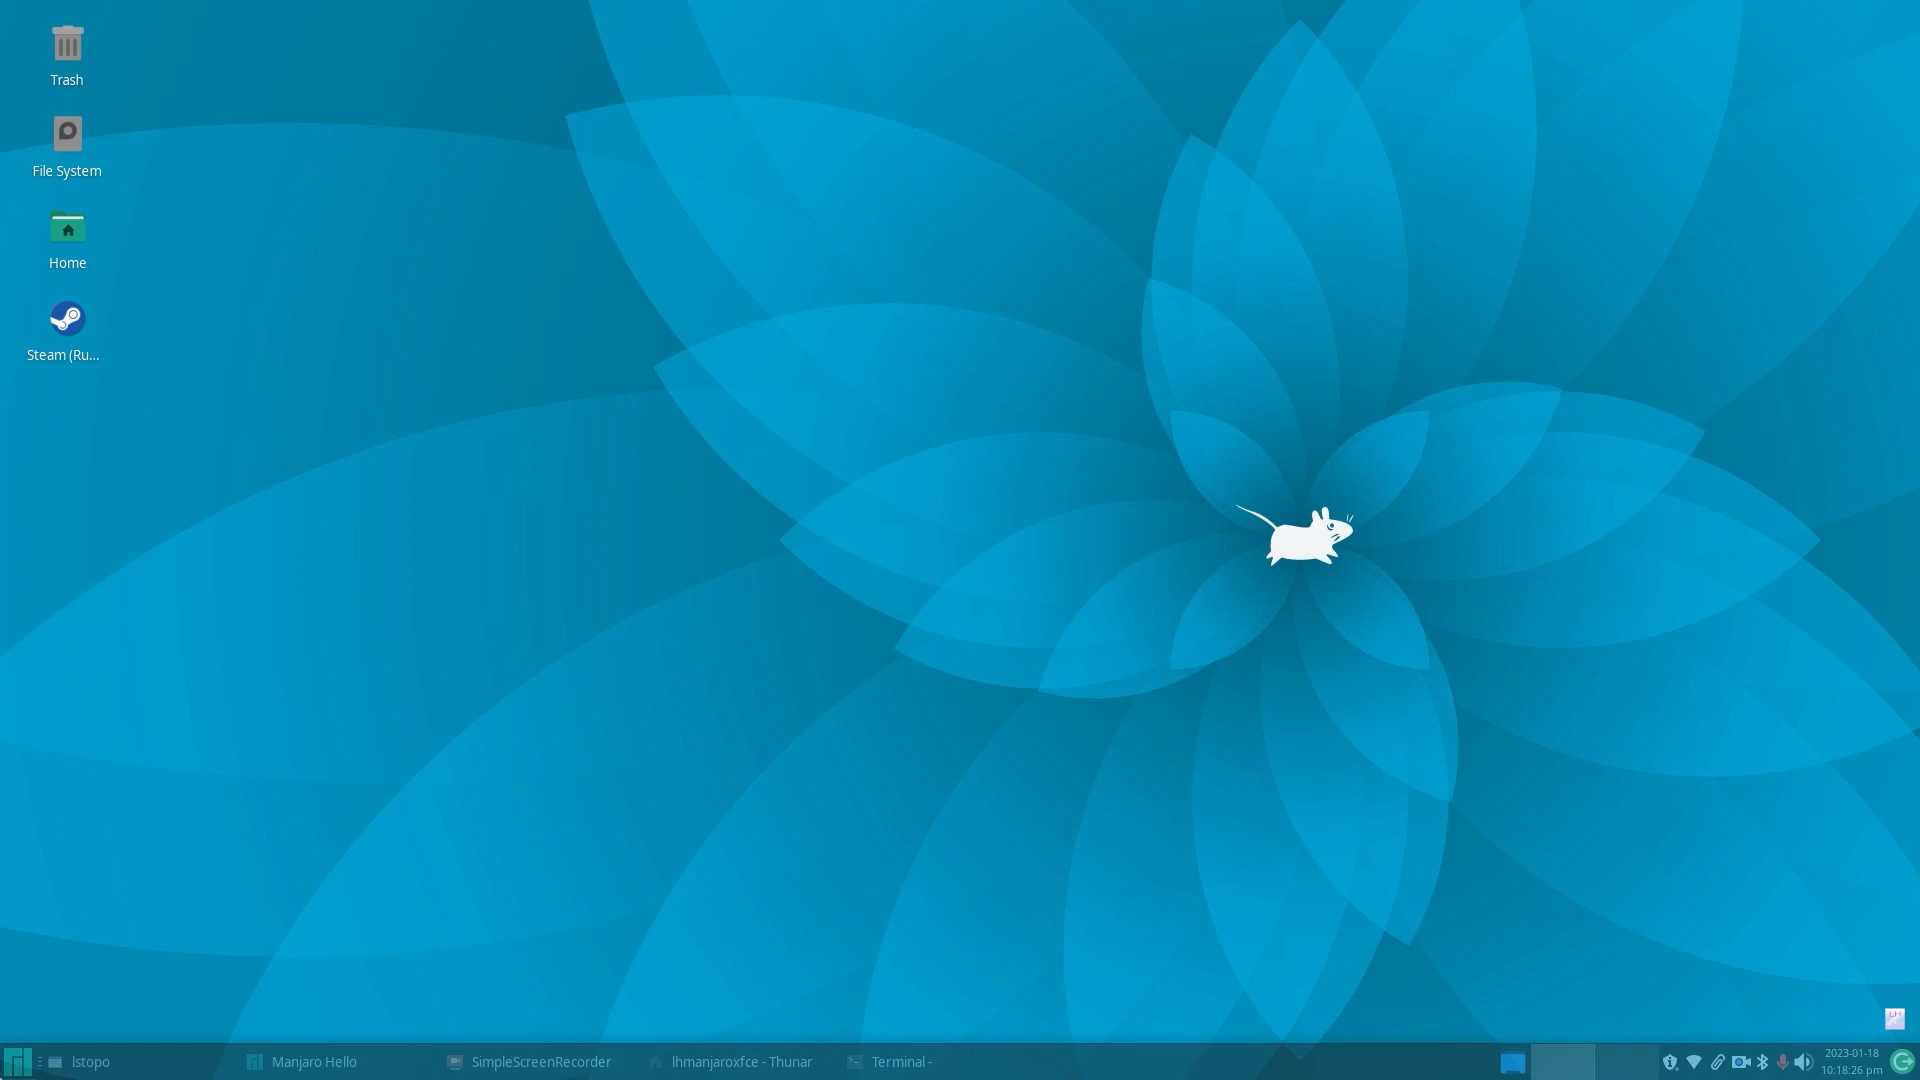 Trash
File System
Home
Steam (Ru...
LH
lstopo
Manjaro Hello
SimpleScreenRecorder
lhmanjaroxfce - Thunar
Terminal -
2023-01-18
10:18:26 pm